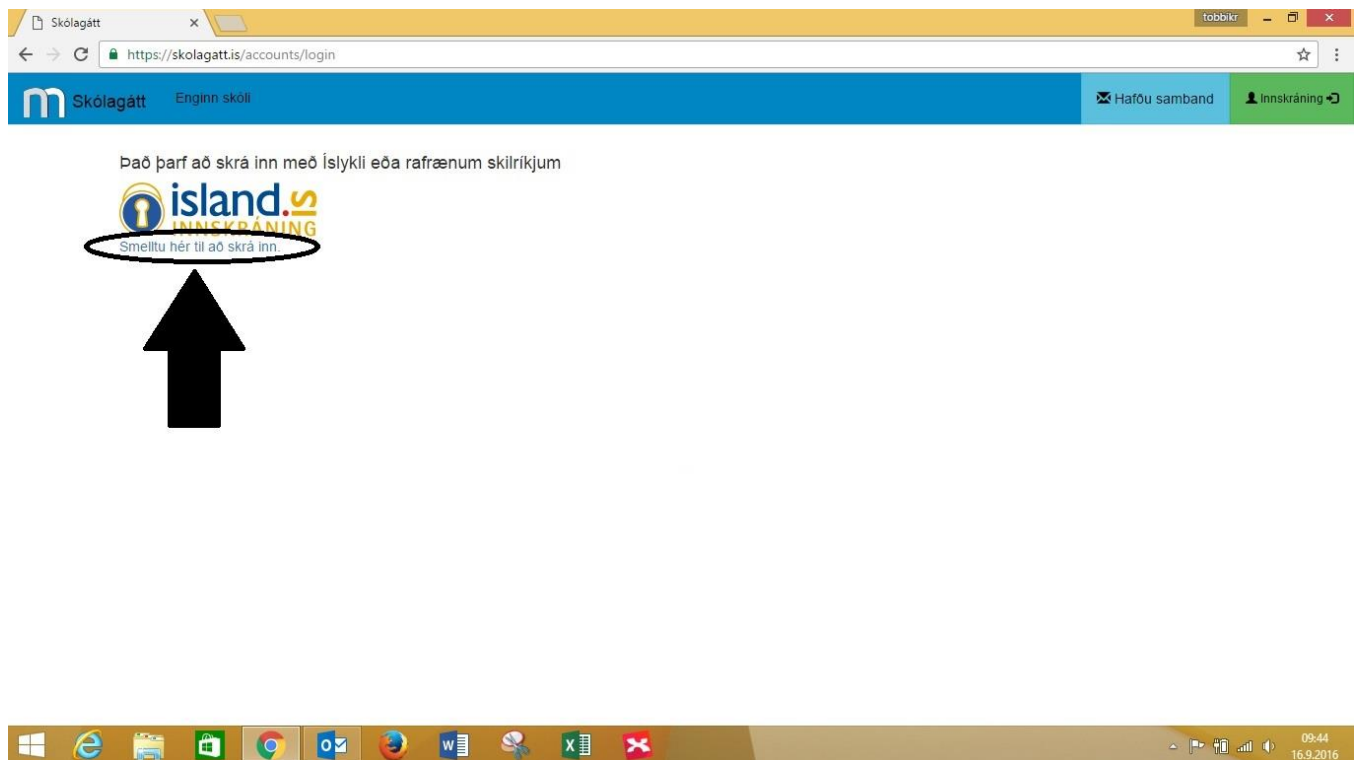 Skólagátt
tobbikr
https://skolagatt.is/accounts/login
Skólagátt Enginn skóli Hafðu samband Innskráning
Það þarf að skrá inn með Íslykli eða rafrænum skilríkjum
island.is
INNSKRÁNING
Smelltu hér til að skrá inn.
09:44
16.9.2016